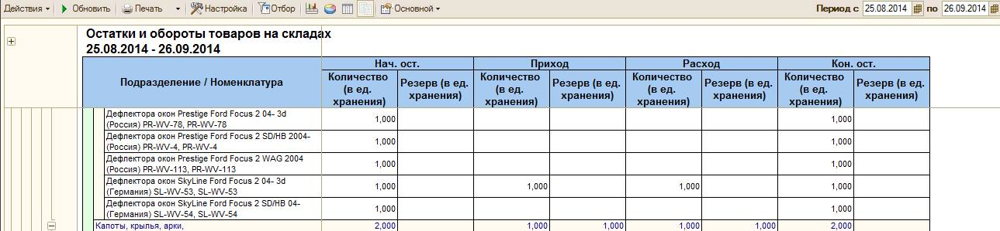 Действия Обновить Печать Настройка Отбор Основной Период с 25.08.2014 по 26.09.2014
Остатки и обороты товаров на складах
25.08.2014 - 26.09.2014
Подразделение / Номенклатура
Нач. ост. Приход Расход Кон. ост.
Количество (в ед. хранения) Резерв (в ед. хранения) Количество (в ед. хранения) Резерв (в ед. хранения) Количество (в ед. хранения) Резерв (в ед. хранения) Количество (в ед. хранения) Резерв (в ед. хранения)
Дефлектора окон Prestige Ford Focus 2 04- 3d
(Россия) PR-WV-78, PR-WV-78
1,000 1,000
Дефлектора окон Prestige Ford Focus 2 SD/HB 2004-
(Россия) PR-WV-4, PR-WV-4
1,000 1,000
Дефлектора окон Prestige Ford Focus 2 WAG 2004
(Россия) PR-WV-113, PR-WV-113
1,000 1,000
Дефлектора окон SkyLine Ford Focus 2 04- 3d
(Германия) SL-WV-53, SL-WV-53
1,000 1,000 1,000 1,000
Дефлектора окон SkyLine Ford Focus 2 SD/HB 04-
(Германия) SL-WV-54, SL-WV-54
1,000 1,000
Капоты, крылья, арки, 2,000 1,000 1,000 1,000 1,000 2,000